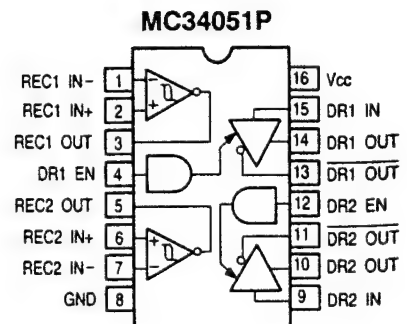 MC34051P
REC1 IN- 1
REC1 IN+ 2
REC1 OUT 3
DR1 EN 4
REC2 OUT 5
REC2 IN+ 6
REC2 IN- 7
GND 8
16 Vcc
15 DR1 IN
14 DR1 OUT
13 DR1 OUT
12 DR2 EN
11 DR2 OUT
10 DR2 OUT
9 DR2 IN